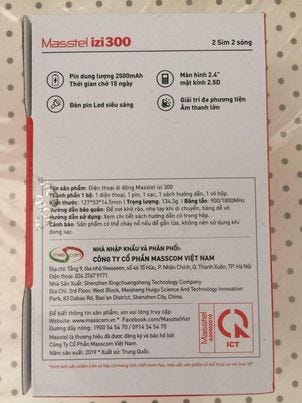 Masstel izi 300
2 Sim 2 sóng
Pin dung lượng 2500mAh
Thời gian chờ 15 ngày
Màn hình 2.4"
mặt kính 2.5D
Đèn pin Led siêu sáng
Giải trí đa phương tiện
Âm thanh lớn
Tên sản phẩm: Điện thoại di động Masstel izi 300
Đóng gói 1 bộ: 1 điện thoại, 1 pin, 1 sạc, 1 sách hướng dẫn, 1 vỏ hộp.
Kích thước: 127*53*14.5mm | Trọng lượng: 134,3g | Băng tần: 900/1800MHz
Hướng dẫn bảo quản: Để nơi khô ráo, nhẹ tay khi di chuyển, hàng dễ vỡ.
Hướng dẫn sử dụng: Xem chi tiết sách hướng dẫn có trong hộp.
Cảnh báo: Sản phẩm có thể cháy nổ nếu để gần lửa, không nên sử dụng khi
đang sạc.
masscom
NHÀ NHẬP KHẨU VÀ PHÂN PHỐI:
CÔNG TY CỔ PHẦN MASSCOM VIỆT NAM
Địa chỉ: Tầng 9, tòa nhà Viwaseen, số 46 Tố Hữu, P. Nhân Chính, Q. Thanh Xuân, TP. Hà Nội
Điện thoại: 024 3767 9171.
Nhà Sản Xuất: Shenzhen Xingchuangsheng Technology Company
Địa Chỉ: 3rd Floor, West Block, Meisheng Huigu Science And Technology Innovation
Park, 83 Dabao Rd, Bao'an District, Shenzhen City, China.
Để biết thông tin sản phẩm, xin vui lòng truy cập:
Website: www.masscom.vn * Facebook.com/MasstelViet
Đường dây nóng: 1900 54 54 70 / 0914 54 54 70
Masstel là thương hiệu đã được đăng ký và bảo hộ bởi
Công ty Cổ Phần Masscom Việt Nam
Năm sản xuất: 2019 * Xuất xứ: Trung Quốc.
Masstel
ICT